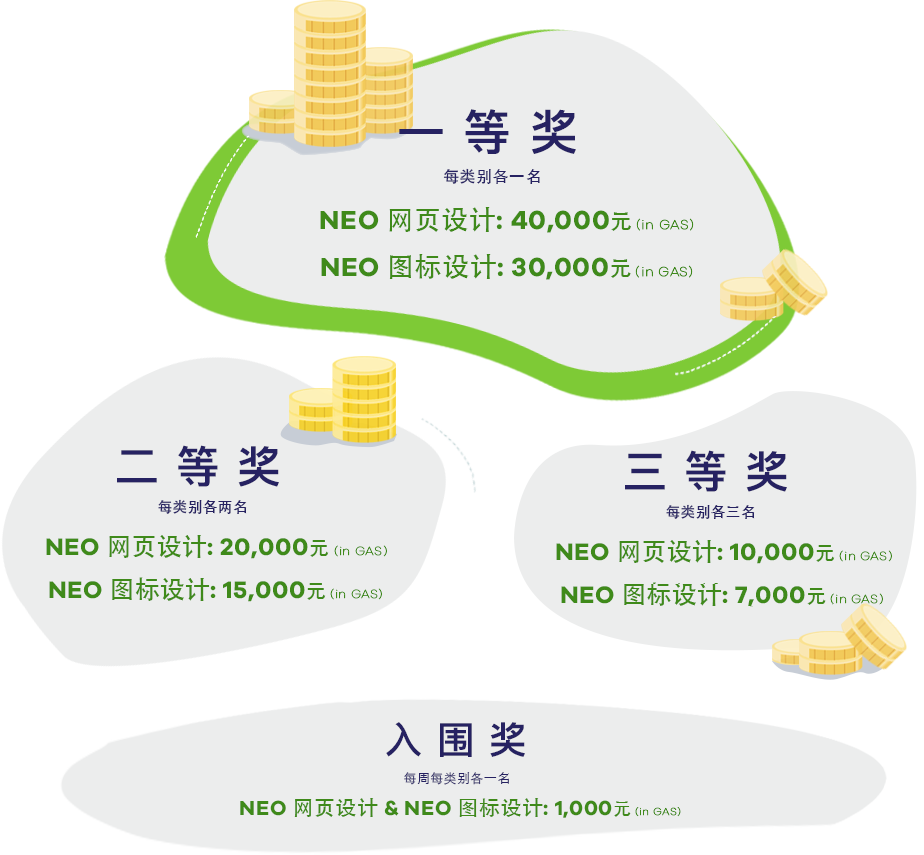 一等奖
每类别各一名
NEO 网页设计: 40,000元 (in GAS)
NEO 图标设计: 30,000元 (in GAS)
二等奖
每类别各两名
NEO 网页设计: 20,000元 (in GAS)
NEO 图标设计: 15,000元 (in GAS)
三等奖
每类别各三名
NEO 网页设计: 10,000元 (in GAS)
NEO 图标设计: 7,000元 (in GAS)
入围奖
每周每类别各一名
NEO 网页设计 & NEO 图标设计: 1,000元 (in GAS)